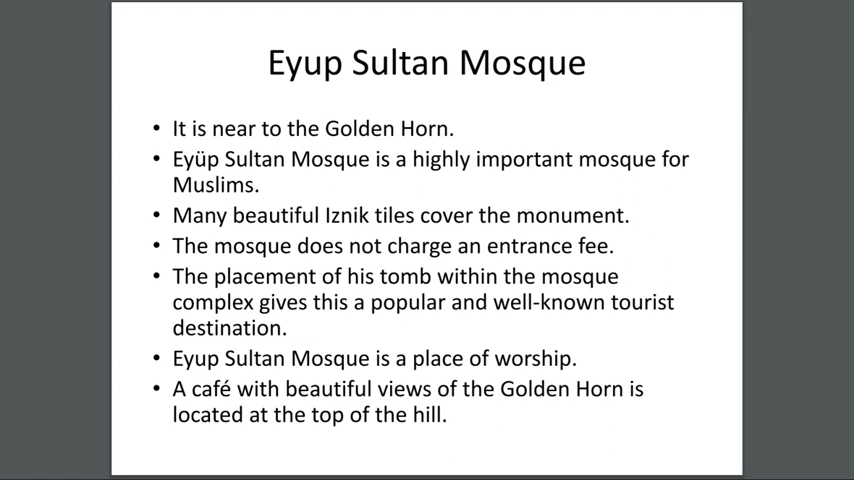 Eyup Sultan Mosque
• It is near to the Golden Horn.
• Eyüp Sultan Mosque is a highly important mosque for
Muslims.
• Many beautiful Iznik tiles cover the monument.
• The mosque does not charge an entrance fee.
• The placement of his tomb within the mosque
complex gives this a popular and well-known tourist
destination.
• Eyup Sultan Mosque is a place of worship.
• A café with beautiful views of the Golden Horn is
located at the top of the hill.